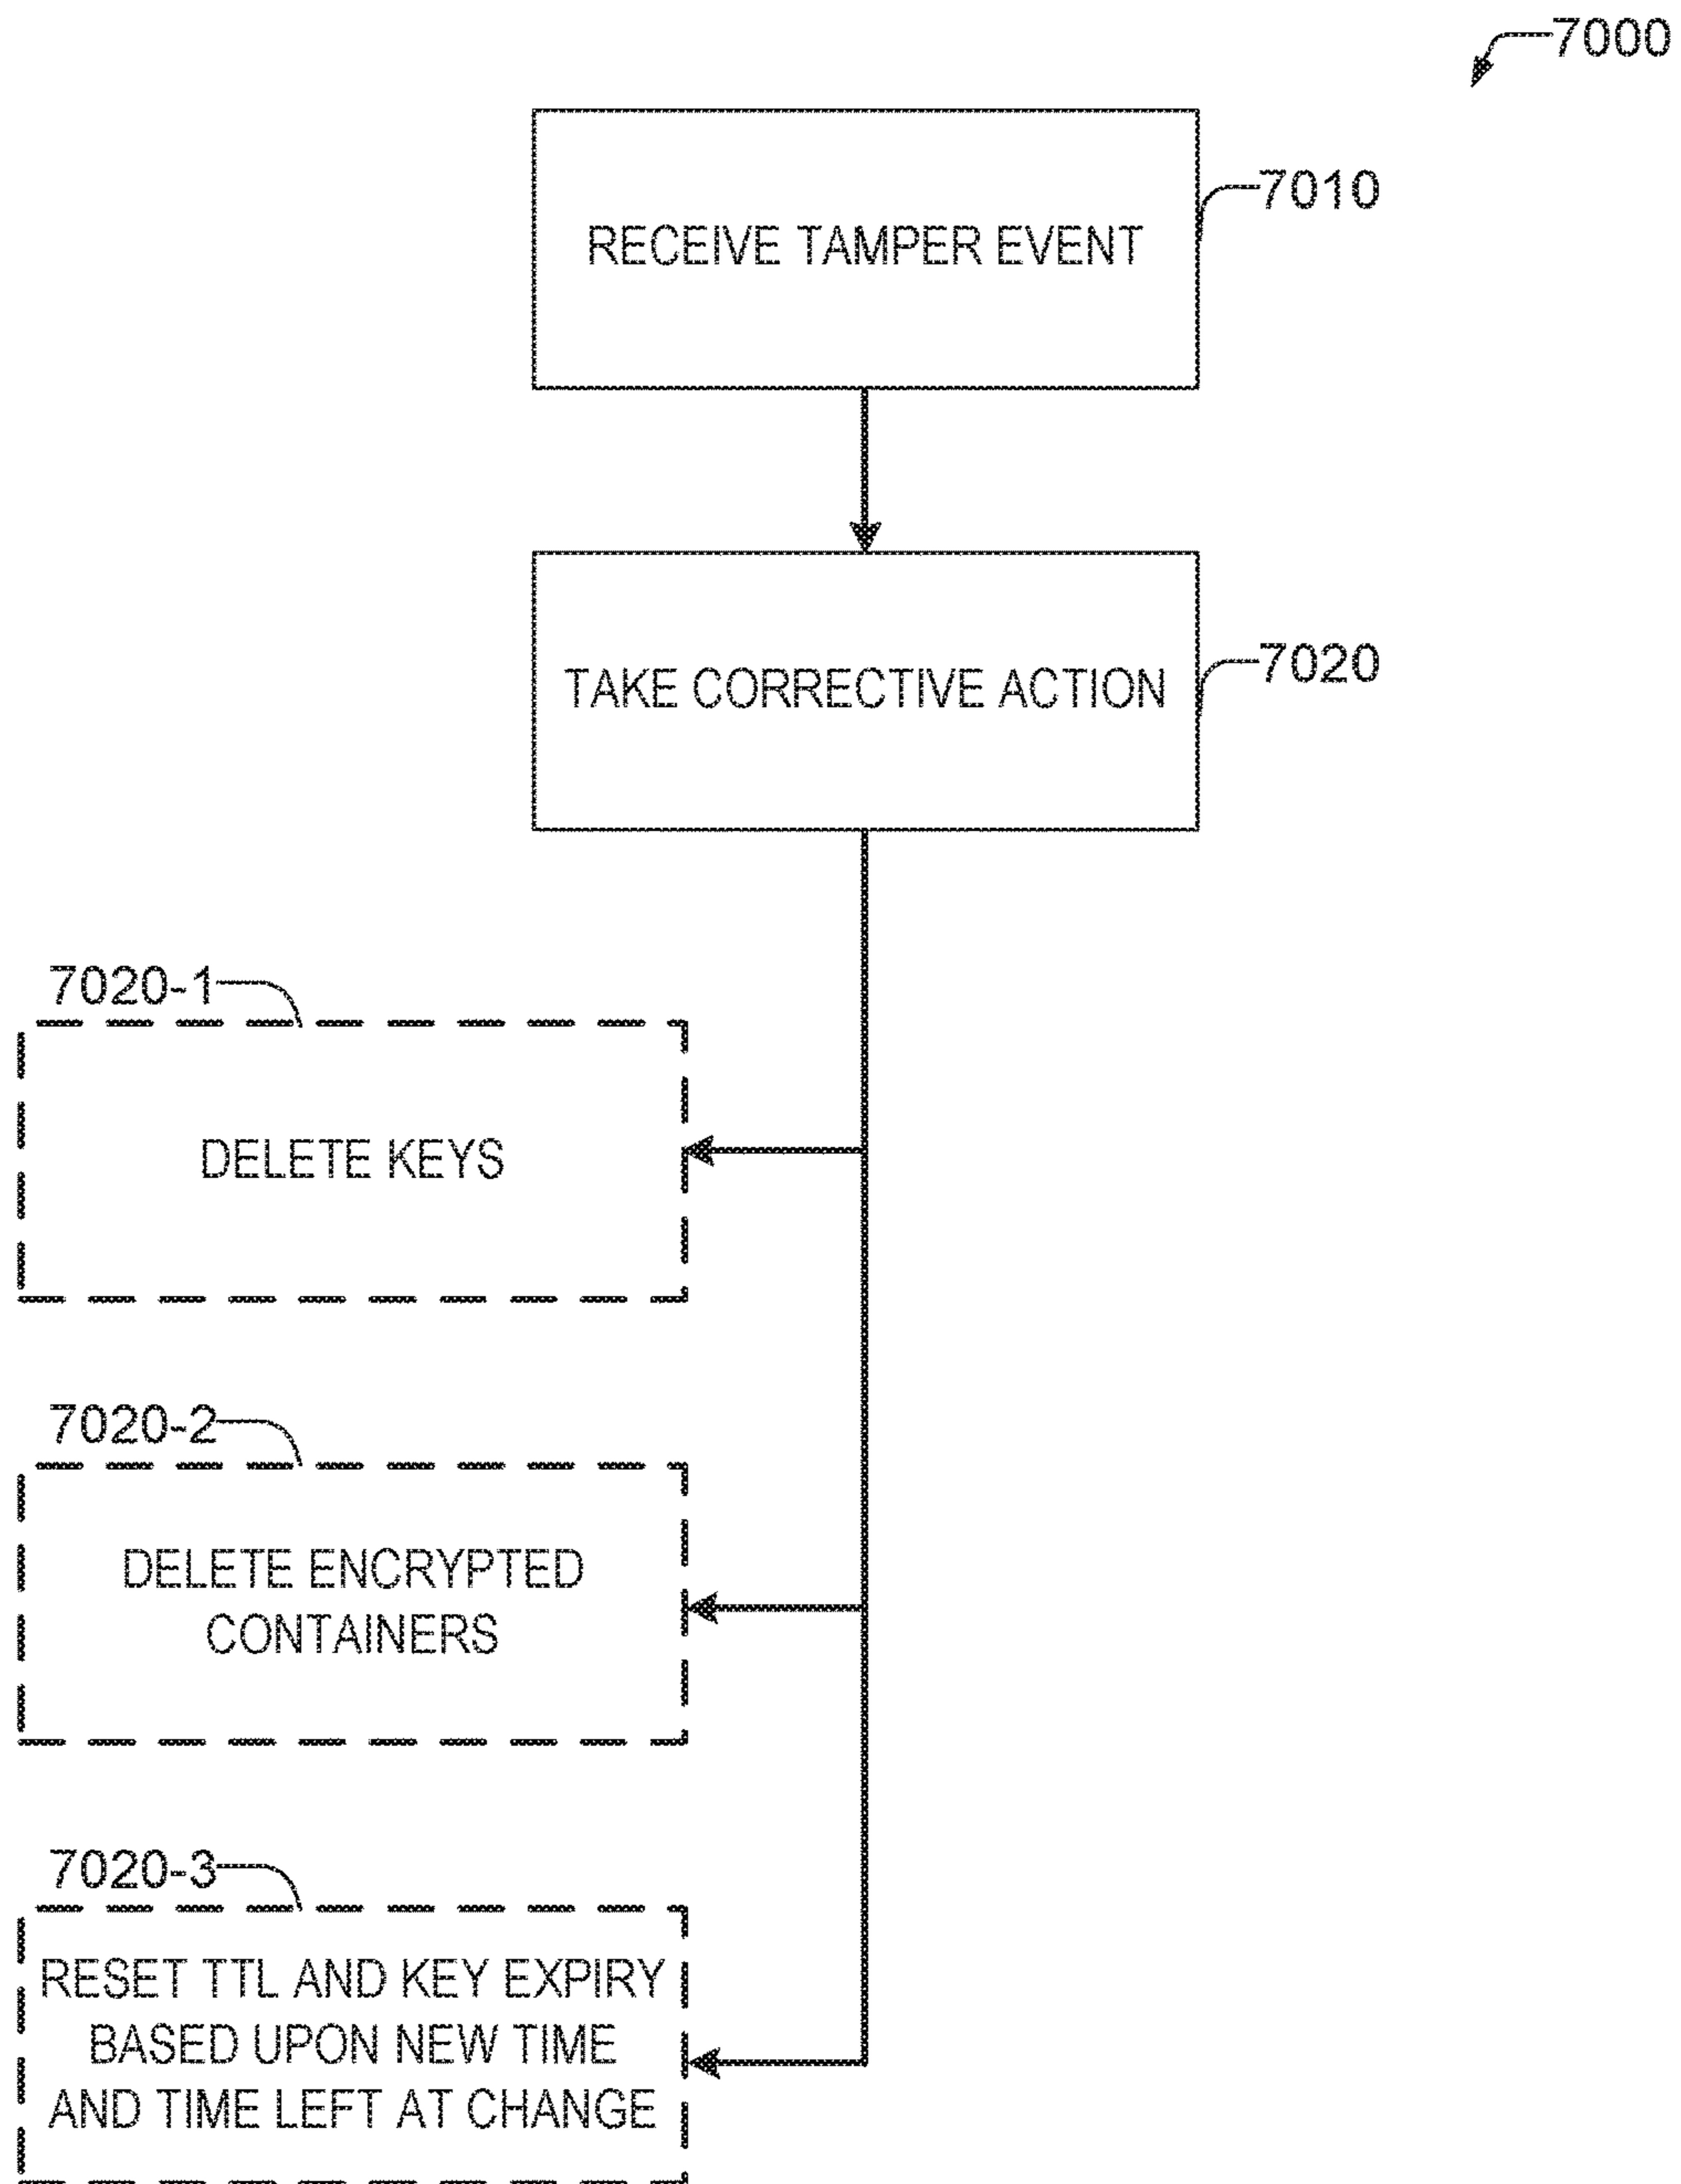 7000
RECEIVE TAMPER EVENT
7010
TAKE CORRECTIVE ACTION
7020
7020-1
DELETE KEYS
7020-2
DELETE ENCRYPTED
CONTAINERS
7020-3
RESET TTL AND KEY EXPIRY
BASED UPON NEW TIME
AND TIME LEFT AT CHANGE